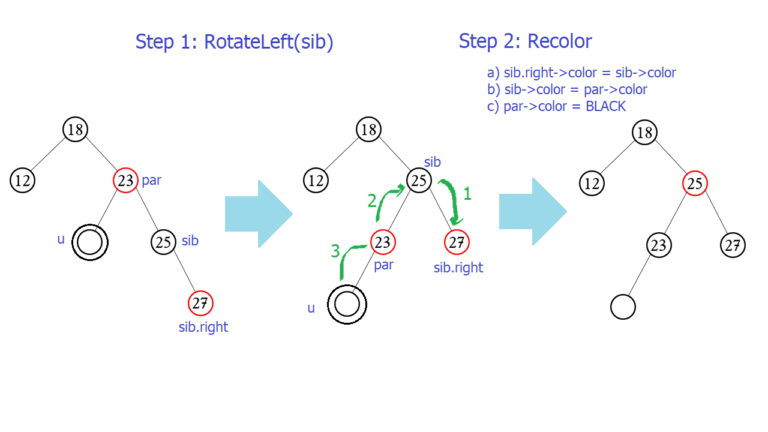 Step 1: RotateLeft(sib)
Step 2: Recolor
a) sib.right->color = sib->color
b) sib->color = par->color
c) par->color = BLACK
18
12
23 par
u
25 sib
27
sib.right
18
sib
12
25
1
2
23
par
27
sib.right
3
u
18
12
25
23
27